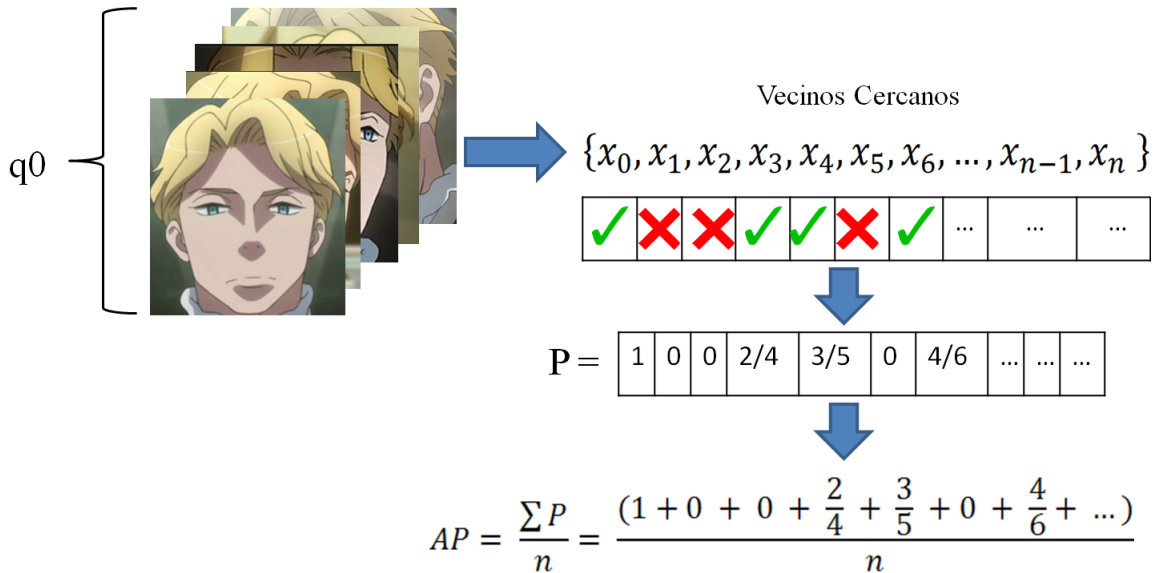 Vecinos Cercanos
q0
{x₀, x₁, x₂, x₃, x₄, x₅, x₆, ..., xₙ₋₁, xₙ }
... ... ...
P = 1 0 0 2/4 3/5 0 4/6 ... ... ...
AP = ∑ P / n = (1 + 0 + 0 + 2/4 + 3/5 + 0 + 4/6 + ...) / n